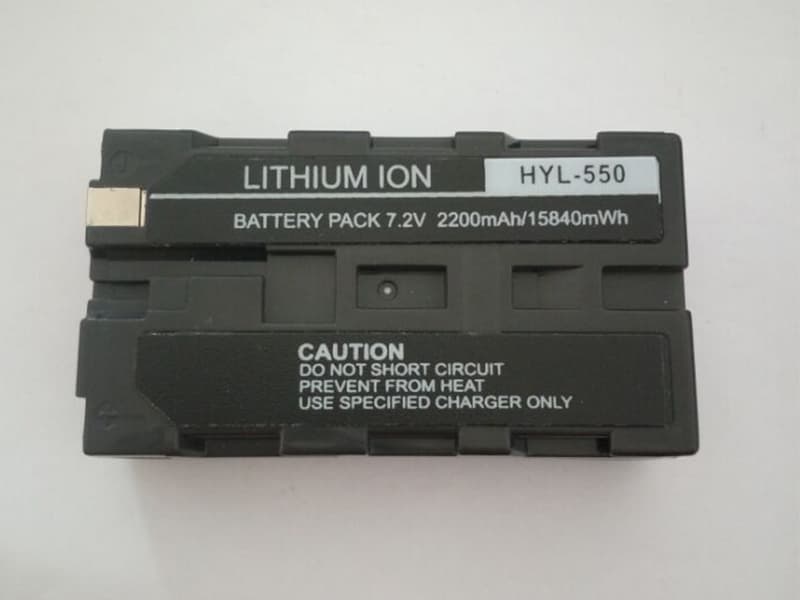 LITHIUM ION
HYL-550
BATTERY PACK 7.2V 2200mAh/15840mWh
CAUTION
DO NOT SHORT CIRCUIT
PREVENT FROM HEAT
USE SPECIFIED CHARGER ONLY